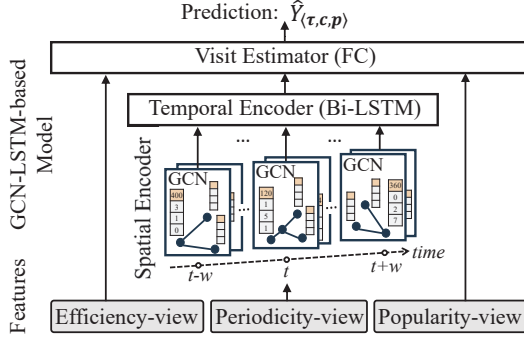 Prediction: Ŷ⟨τ,c,p⟩
Visit Estimator (FC)
Temporal Encoder (Bi-LSTM)
GCN-LSTM-based
Model
Spatial Encoder
... ...
GCN GCN GCN
400 120 360
3 1 0
1 5 2
0 1 7
... ...
t-w t t+w time
Features
Efficiency-view Periodicity-view Popularity-view